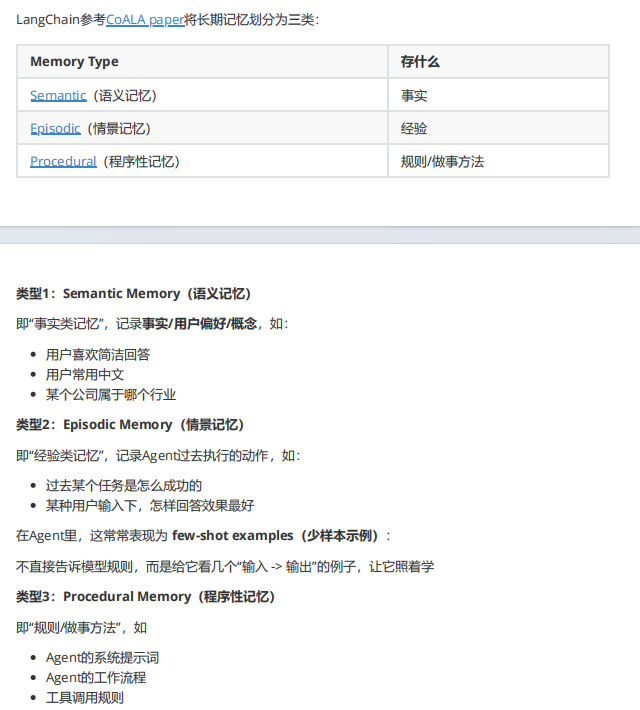 LangChain参考CoALA paper将长期记忆划分为三类：
Memory Type 存什么
Semantic（语义记忆） 事实
Episodic（情景记忆） 经验
Procedural（程序性记忆） 规则/做事方法
类型1：Semantic Memory（语义记忆）
即“事实类记忆”，记录事实/用户偏好/概念，如：
用户喜欢简洁回答
用户常用中文
某个公司属于哪个行业
类型2：Episodic Memory（情景记忆）
即“经验类记忆”，记录Agent过去执行的动作，如：
过去某个任务是怎么成功的
某种用户输入下，怎样回答效果最好
在Agent里，这常常表现为 few-shot examples（少样本示例）：
不直接告诉模型规则，而是给它看几个“输入 -> 输出”的例子，让它照着学
类型3：Procedural Memory（程序性记忆）
即“规则/做事方法”，如
Agent的系统提示词
Agent的工作流程
工具调用规则